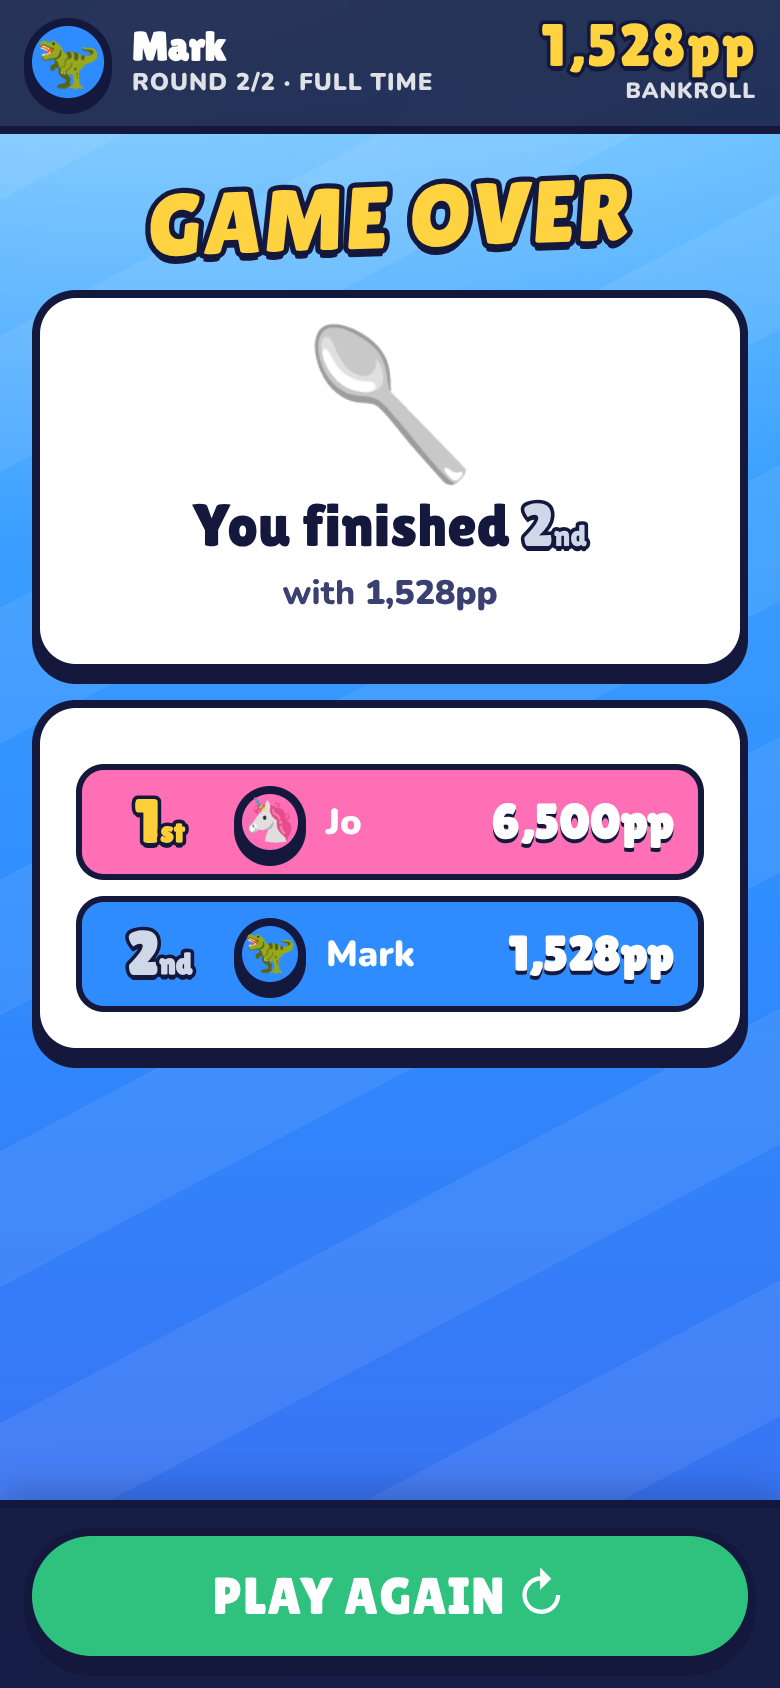 Mark
ROUND 2/2 · FULL TIME
1,528pp
BANKROLL
GAME OVER
You finished 2nd
with 1,528pp
1st Jo 6,500pp
2nd Mark 1,528pp
PLAY AGAIN ↻